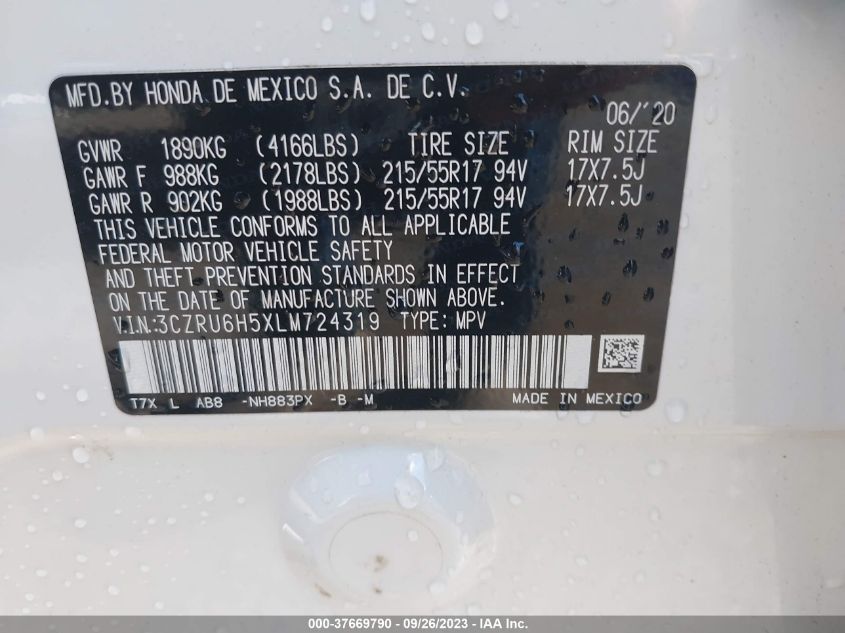 MFD.BY HONDA DE MEXICO S.A. DE C.V.
06/'20
GVWR 1890KG (4166LBS) TIRE SIZE RIM SIZE
GAWR F 988KG (2178LBS) 215/55R17 94V 17X7.5J
GAWR R 902KG (1988LBS) 215/55R17 94V 17X7.5J
THIS VEHICLE CONFORMS TO ALL APPLICABLE
FEDERAL MOTOR VEHICLE SAFETY
AND THEFT PREVENTION STANDARDS IN EFFECT
ON THE DATE OF MANUFACTURE SHOWN ABOVE.
V.I.N.:3CZRU6H5XLM724319 TYPE: MPV
T7X L AB8 -NH883PX -B -M MADE IN MEXICO
000-37669790 - 09/26/2023 - IAA Inc.